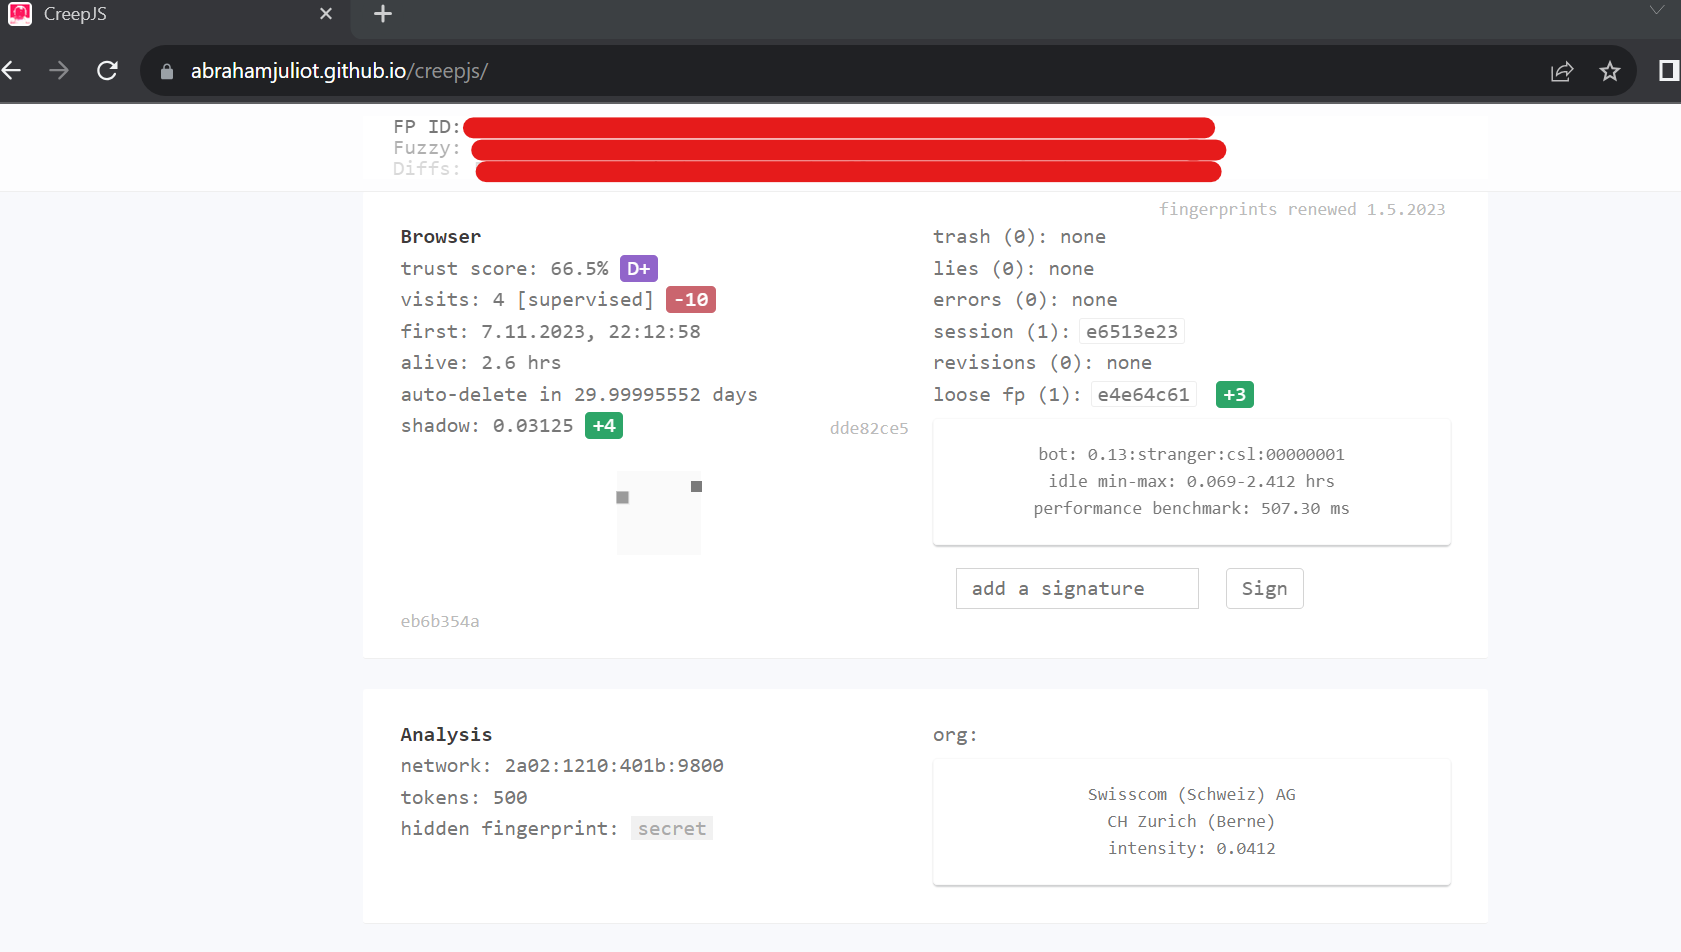 CreepJS
abrahamjuliot.github.io/creepjs/
FP ID:
Fuzzy:
Diffs:
fingerprints renewed 1.5.2023
Browser
trust score: 66.5% D+
visits: 4 [supervised] -10
first: 7.11.2023, 22:12:58
alive: 2.6 hrs
auto-delete in 29.99995552 days
shadow: 0.03125 +4
dde82ce5
eb6b354a
trash (0): none
lies (0): none
errors (0): none
session (1): e6513e23
revisions (0): none
loose fp (1): e4e64c61 +3
bot: 0.13:stranger:csl:00000001
idle min-max: 0.069-2.412 hrs
performance benchmark: 507.30 ms
add a signature Sign
Analysis
network: 2a02:1210:401b:9800
tokens: 500
hidden fingerprint: secret
org:
Swisscom (Schweiz) AG
CH Zurich (Berne)
intensity: 0.0412